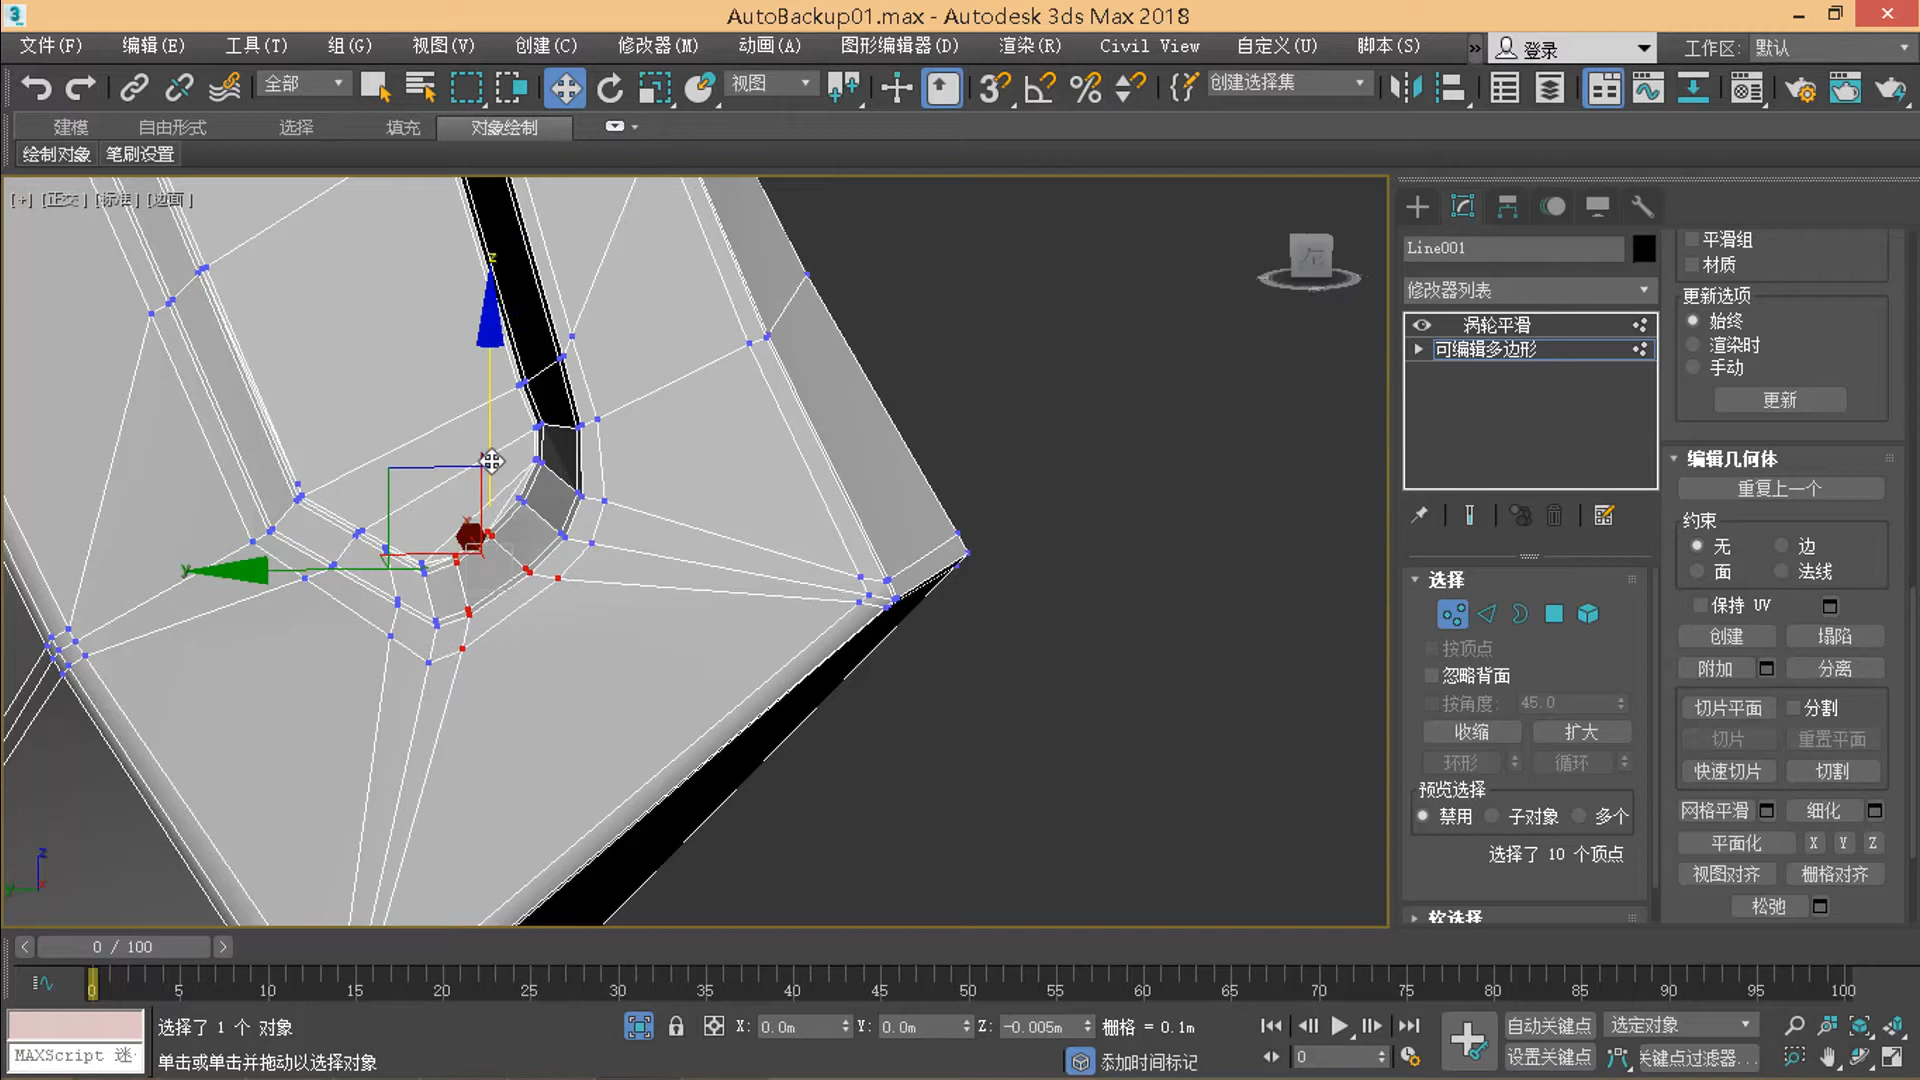 AutoBackup01.max - Autodesk 3ds Max 2018
文件(F) 编辑(E) 工具(T) 组(G) 视图(V) 创建(C) 修改器(M) 动画(A) 图形编辑器(D) 渲染(R) Civil View 自定义(U) 脚本(S) » 登录 工作区: 默认
全部 视图 创建选择集
建模 自由形式 选择 填充 对象绘制
绘制对象 笔刷设置
[+] [正交] [标准] [边面]
Line001
修改器列表
涡轮平滑
可编辑多边形
选择
按顶点
忽略背面
按角度: 45.0
收缩 扩大
环形 循环
预览选择
禁用 子对象 多个
选择了 10 个顶点
软选择
平滑组
材质
更新选项
始终
渲染时
手动
更新
编辑几何体
重复上一个
约束
无 边
面 法线
保持 UV
创建 塌陷
附加 分离
切片平面 分割
切片 重置平面
快速切片 切割
网格平滑 细化
平面化 X Y Z
视图对齐 栅格对齐
松弛
z
y
x
z
y
x
0 / 100
0 5 10 15 20 25 30 35 40 45 50 55 60 65 70 75 80 85 90 95 100
选择了 1 个 对象 X: 0.0m Y: 0.0m Z: -0.005m 栅格 = 0.1m 自动关键点 选定对象
MAXScript 迷 单击或单击并拖动以选择对象 添加时间标记 0 设置关键点 关键点过滤器...